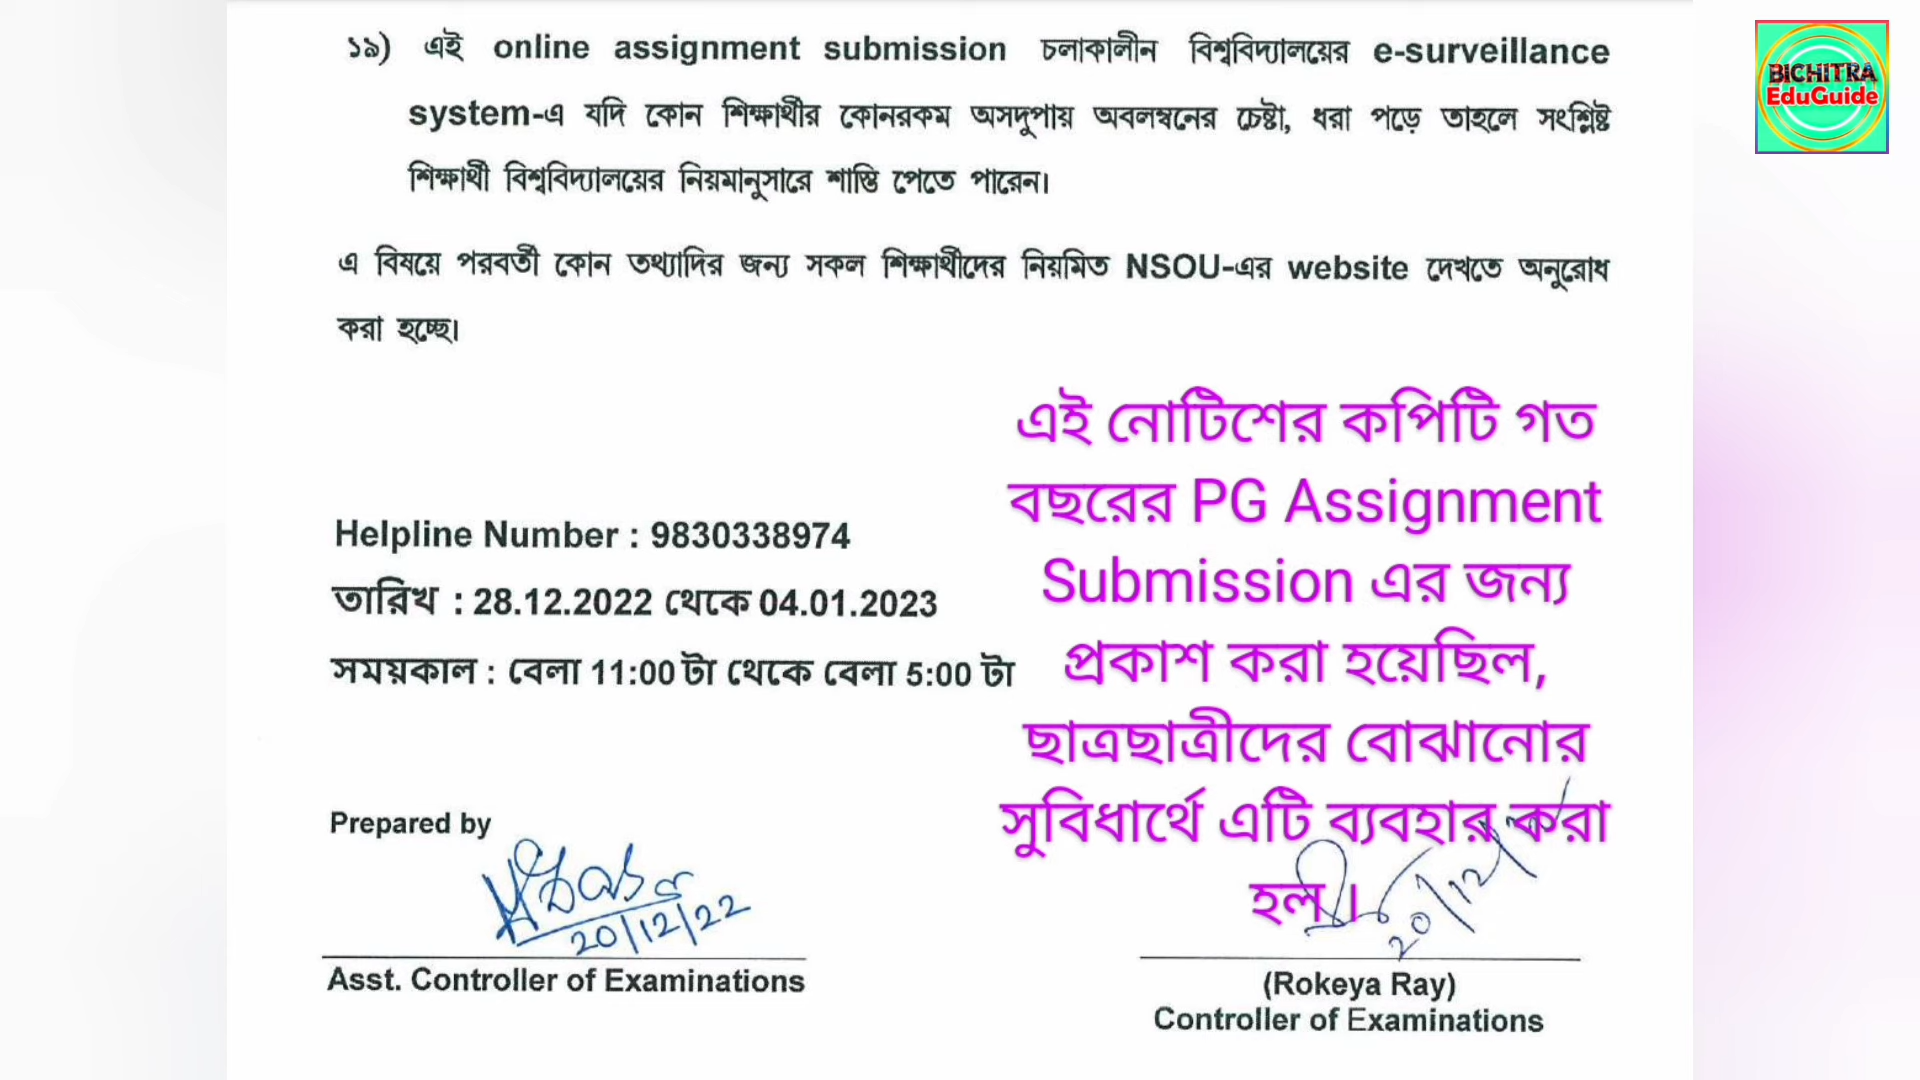 ১৯) এই online assignment submission চলাকালীন বিশ্ববিদ্যালয়ের e-surveillance
system-এ যদি কোন শিক্ষার্থীর কোনরকম অসদুপায় অবলম্বনের চেষ্টা, ধরা পড়ে তাহলে সংশ্লিষ্ট
শিক্ষার্থী বিশ্ববিদ্যালয়ের নিয়মানুসারে শাস্তি পেতে পারেন।
এ বিষয়ে পরবর্তী কোন তথ্যাদির জন্য সকল শিক্ষার্থীদের নিয়মিত NSOU-এর website দেখতে অনুরোধ
করা হচ্ছে।
BICHITRA
EduGuide
এই নোটিশের কপিটি গত
বছরের PG Assignment
Submission এর জন্য
প্রকাশ করা হয়েছিল,
ছাত্রছাত্রীদের বোঝানোর
সুবিধার্থে এটি ব্যবহার করা
হল ।
Helpline Number : 9830338974
তারিখ : 28.12.2022 থেকে 04.01.2023
সময়কাল : বেলা 11:00 টা থেকে বেলা 5:00 টা
Prepared by
20/12/22
Asst. Controller of Examinations
20/12/
(Rokeya Ray)
Controller of Examinations